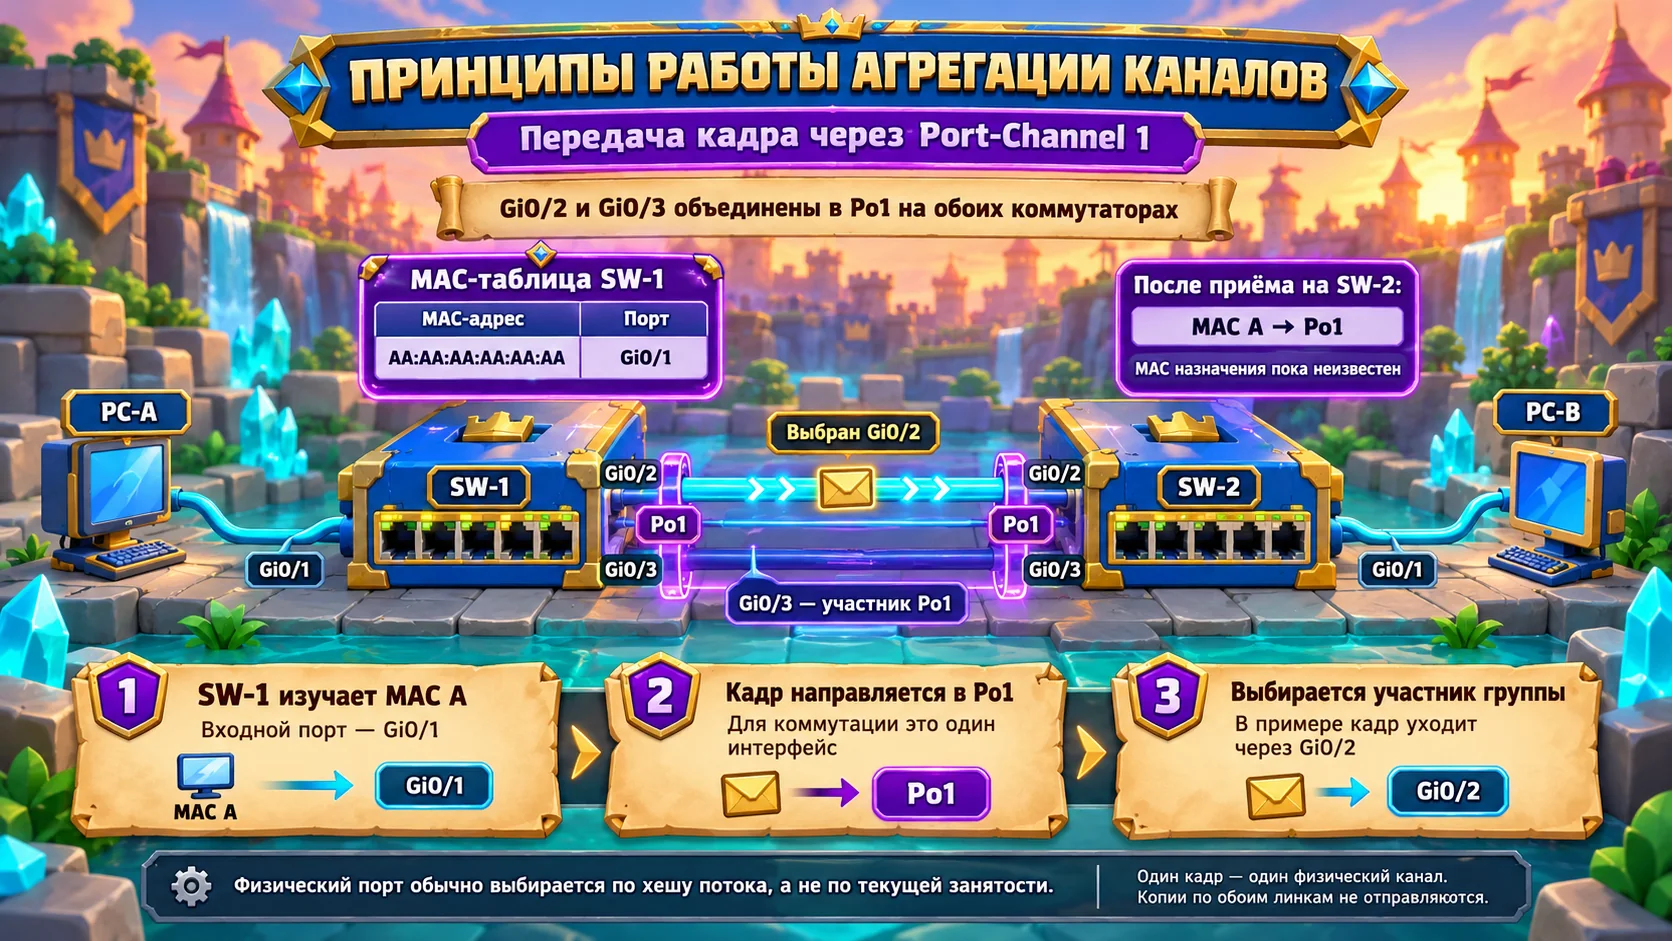 ПРИНЦИПЫ РАБОТЫ АГРЕГАЦИИ КАНАЛОВ
Передача кадра через Port-Channel 1
Gi0/2 и Gi0/3 объединены в Po1 на обоих коммутаторах
МАС-таблица SW-1
МАС-адрес Порт
AA:AA:AA:AA:AA:AA Gi0/1
После приёма на SW-2:
MAC A → Po1
MAC назначения пока неизвестен
PC-A
PC-B
Выбран Gi0/2
SW-1
SW-2
Gi0/2
Gi0/2
Po1
Po1
Gi0/3
Gi0/3
Gi0/1
Gi0/1
Gi0/3 — участник Po1
1
SW-1 изучает MAC A
Входной порт — Gi0/1
MAC A
Gi0/1
2
Кадр направляется в Po1
Для коммутации это один
интерфейс
Po1
3
Выбирается участник группы
В примере кадр уходит
через Gi0/2
Gi0/2
Физический порт обычно выбирается по хешу потока, а не по текущей занятости.
Один кадр — один физический канал.
Копии по обоим линкам не отправляются.